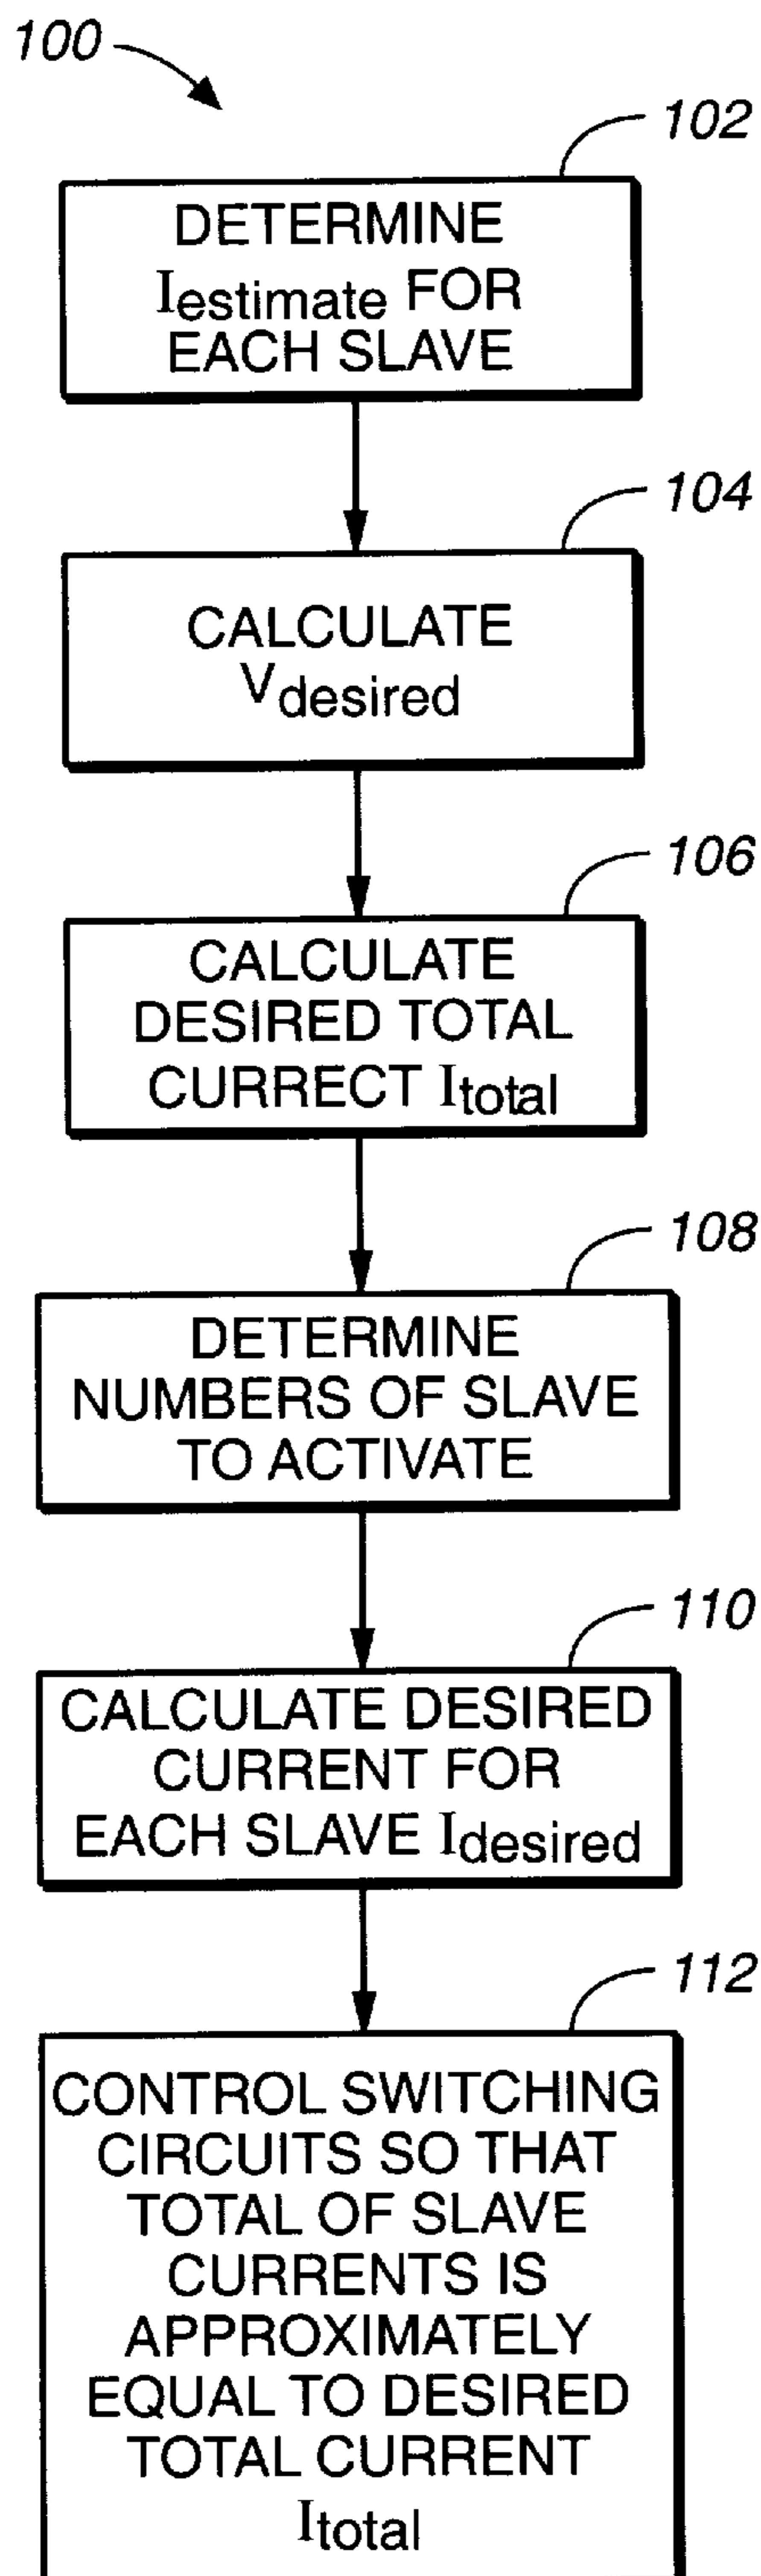 100
102
DETERMINE
Iestimate FOR
EACH SLAVE
104
CALCULATE
Vdesired
106
CALCULATE
DESIRED TOTAL
CURRECT Itotal
108
DETERMINE
NUMBERS OF SLAVE
TO ACTIVATE
110
CALCULATE DESIRED
CURRENT FOR
EACH SLAVE Idesired
112
CONTROL SWITCHING
CIRCUITS SO THAT
TOTAL OF SLAVE
CURRENTS IS
APPROXIMATELY
EQUAL TO DESIRED
TOTAL CURRENT
Itotal